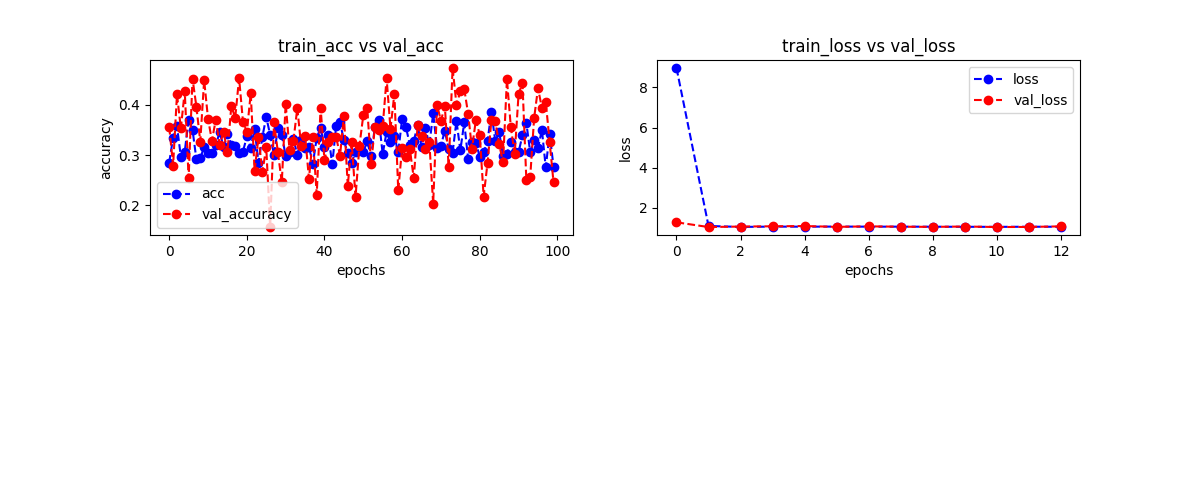 train_acc vs val_acc
accuracy
0.4
0.3
0.2
acc
val_accuracy
0 20 40 60 80 100
epochs
train_loss vs val_loss
loss
8
6
4
2
loss
val_loss
0 2 4 6 8 10 12
epochs